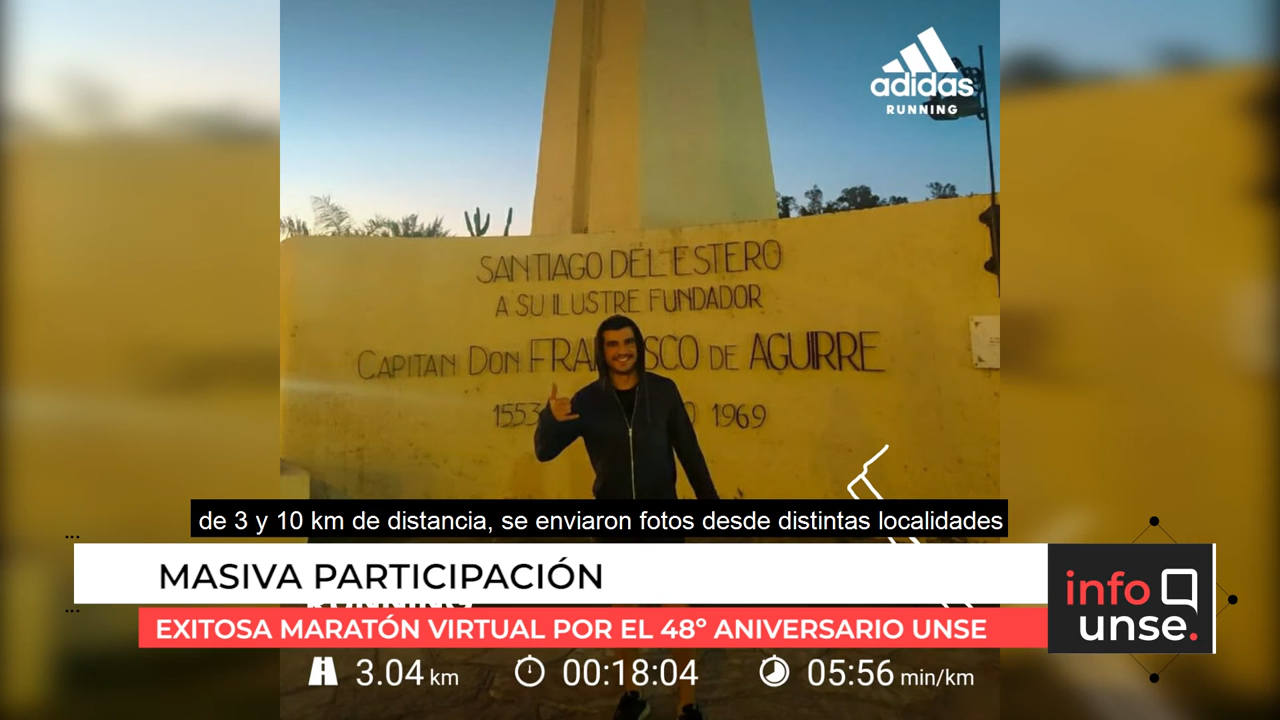 adidas
RUNNING
SANTIAGO DEL ESTERO
A SU ILUSTRE FUNDADOR
CAPITAN DON FRA SCO DE AGUIRRE
1553 1969
de 3 y 10 km de distancia, se enviaron fotos desde distintas localidades
MASIVA PARTICIPACIÓN
EXITOSA MARATÓN VIRTUAL POR EL 48º ANIVERSARIO UNSE
info
unse.
3.04 km 00:18:04 05:56 min/km